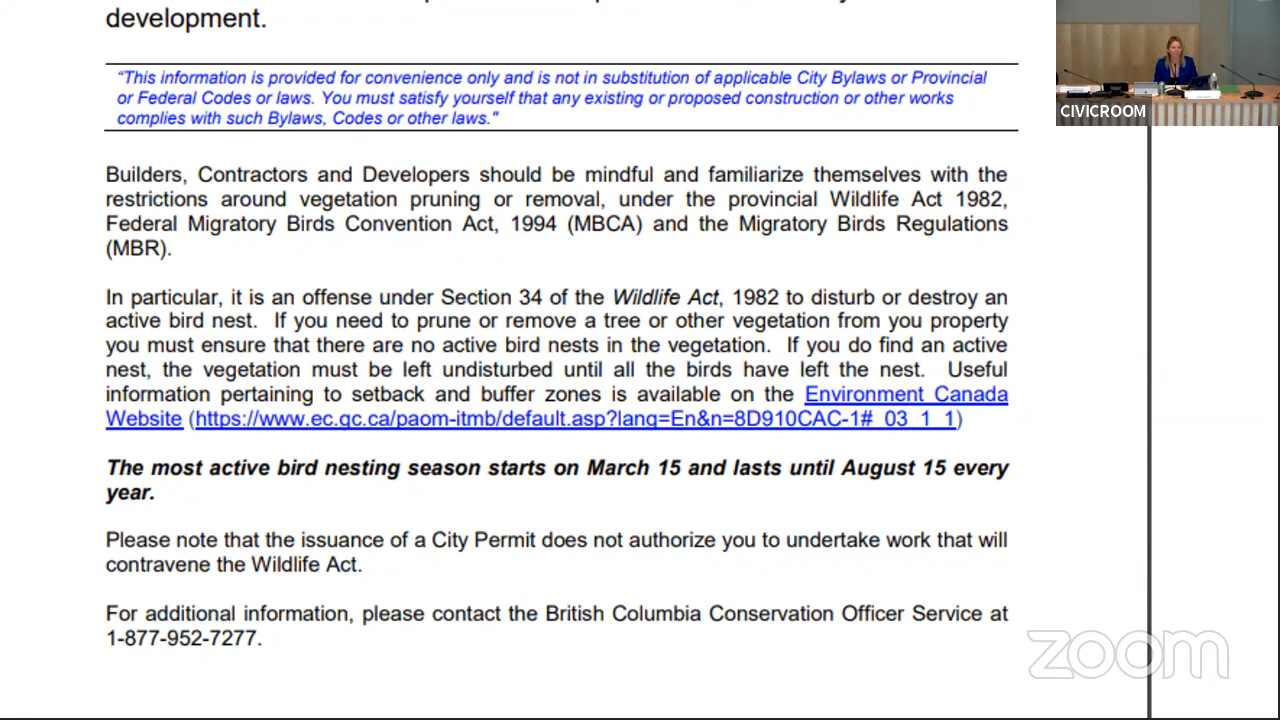 development.
“This information is provided for convenience only and is not in substitution of applicable City Bylaws or Provincial
or Federal Codes or laws. You must satisfy yourself that any existing or proposed construction or other works
complies with such Bylaws, Codes or other laws."
Builders, Contractors and Developers should be mindful and familiarize themselves with the
restrictions around vegetation pruning or removal, under the provincial Wildlife Act 1982,
Federal Migratory Birds Convention Act, 1994 (MBCA) and the Migratory Birds Regulations
(MBR).
In particular, it is an offense under Section 34 of the Wildlife Act, 1982 to disturb or destroy an
active bird nest. If you need to prune or remove a tree or other vegetation from you property
you must ensure that there are no active bird nests in the vegetation. If you do find an active
nest, the vegetation must be left undisturbed until all the birds have left the nest. Useful
information pertaining to setback and buffer zones is available on the Environment Canada
Website (https://www.ec.gc.ca/paom-itmb/default.asp?lang=En&n=8D910CAC-1#_03_1_1)
The most active bird nesting season starts on March 15 and lasts until August 15 every
year.
Please note that the issuance of a City Permit does not authorize you to undertake work that will
contravene the Wildlife Act.
For additional information, please contact the British Columbia Conservation Officer Service at
1-877-952-7277.
CIVICROOM
zoom